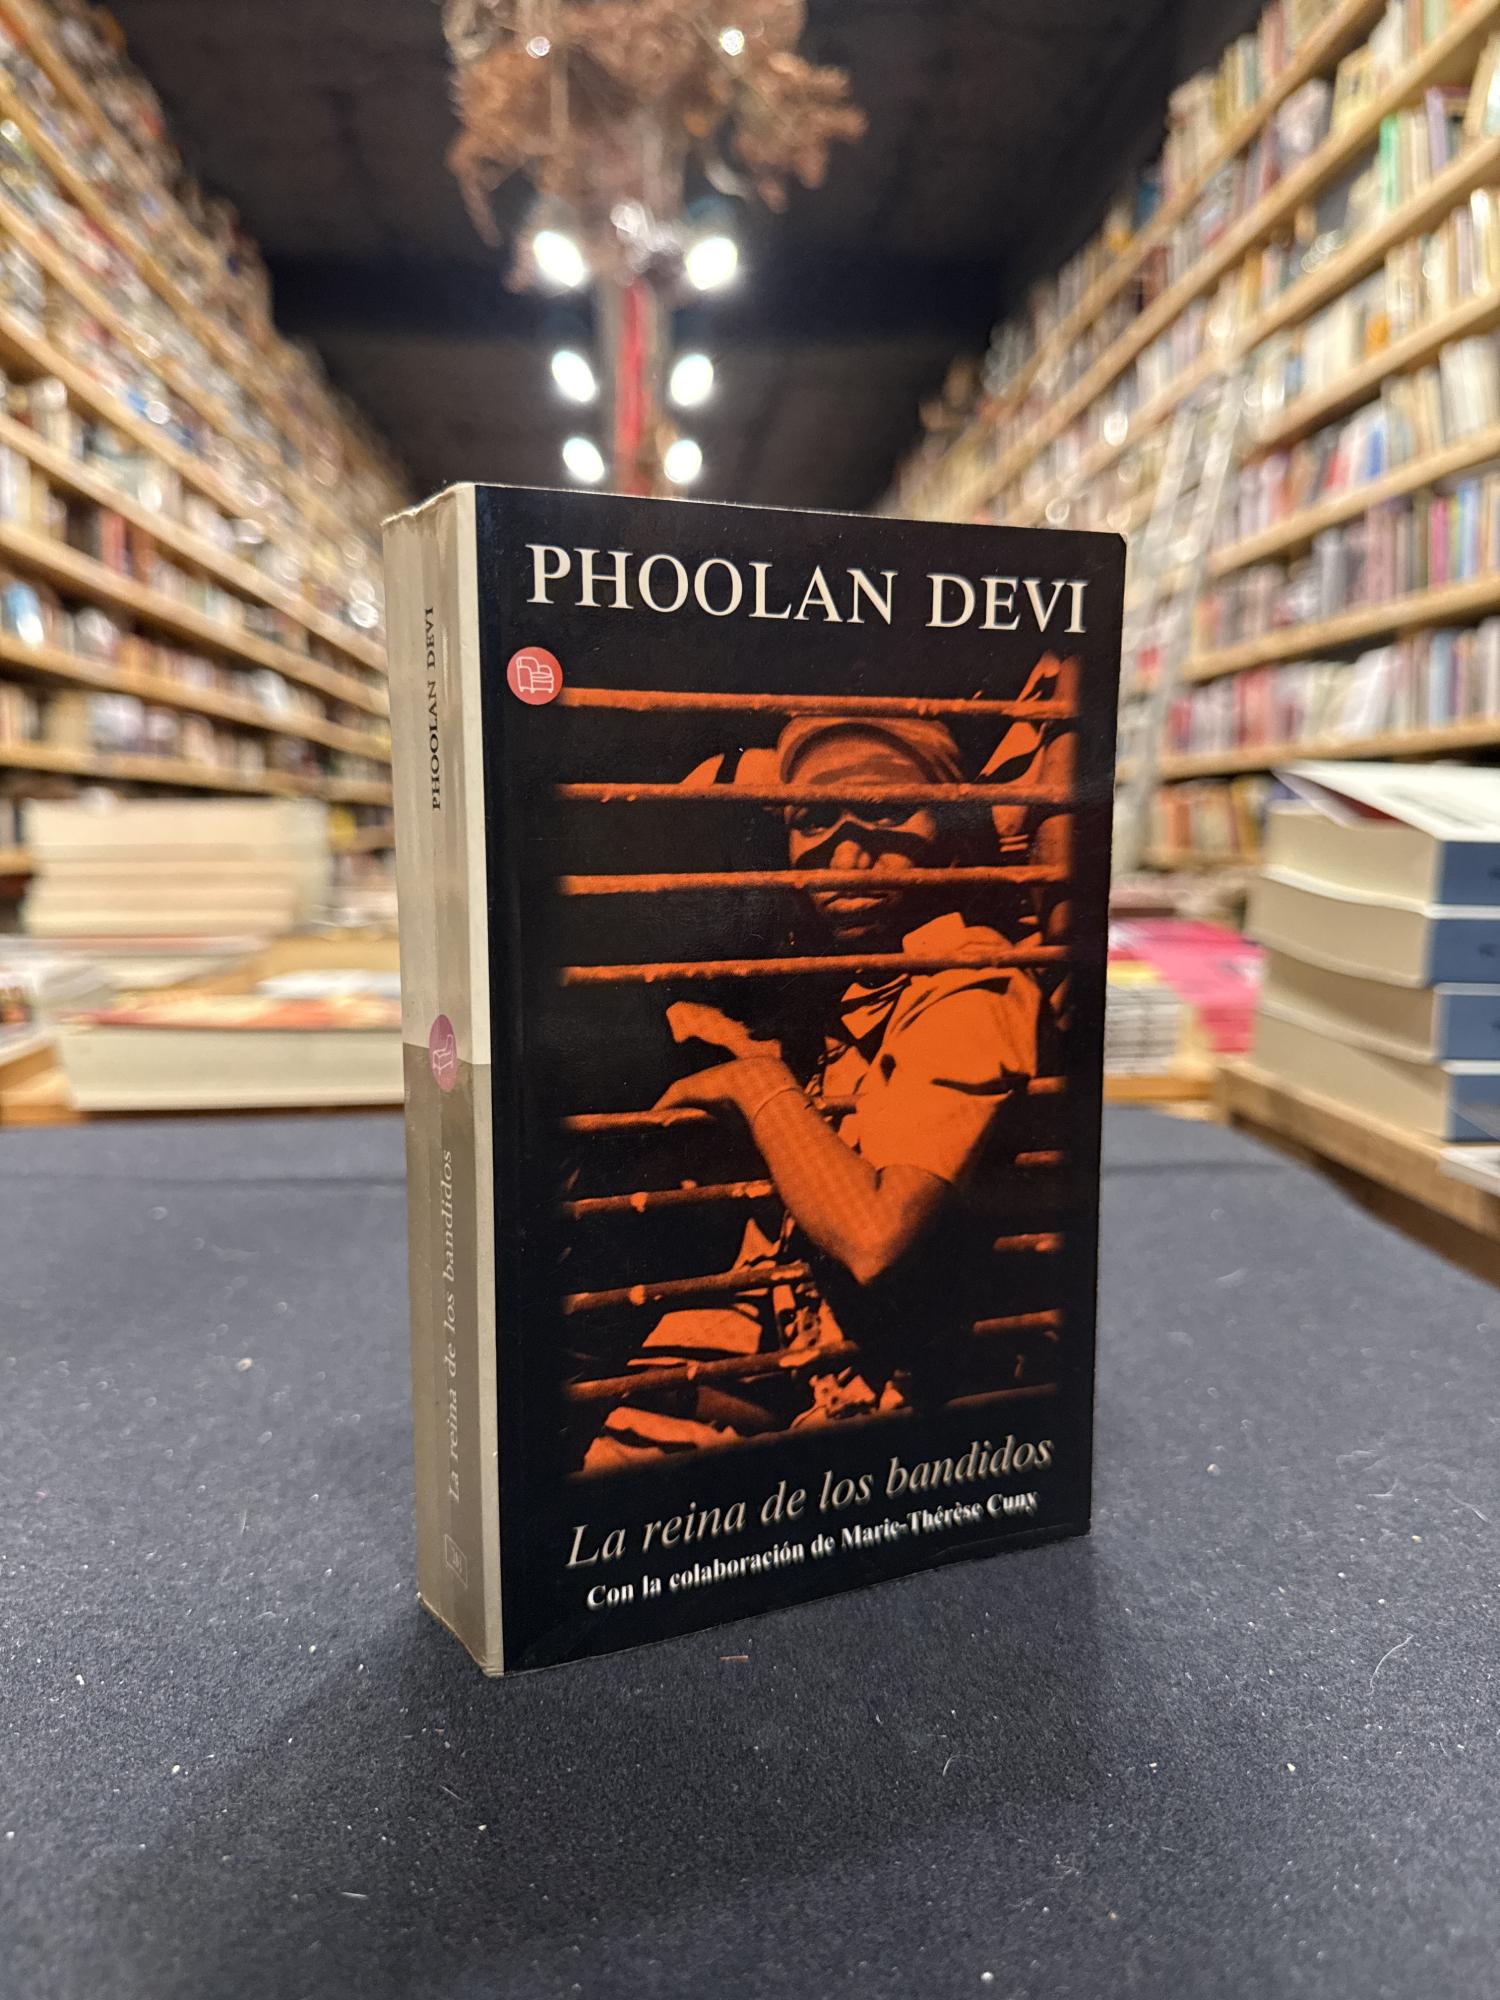 PHOOLAN DEVI
La reina de los bandidos
Con la colaboración de Marie-Thérèse Cuny
PHOOLAN DEVI
La reina de los bandidos